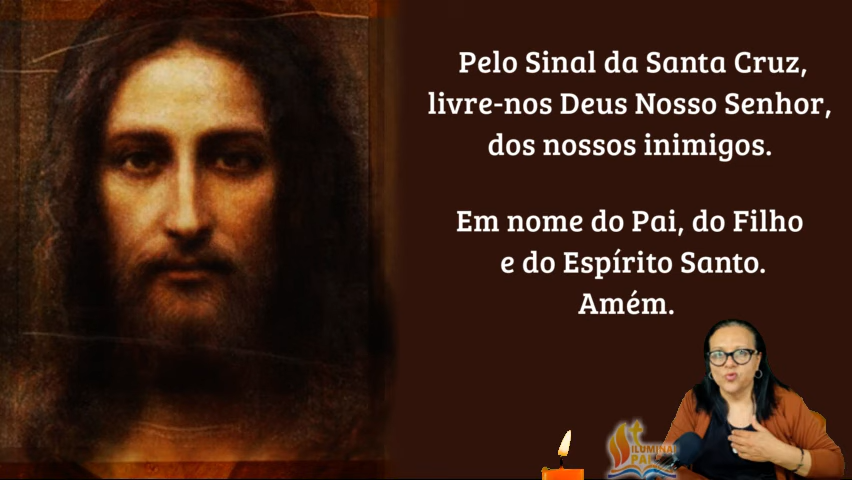 Pelo Sinal da Santa Cruz,
livre-nos Deus Nosso Senhor,
dos nossos inimigos.
Em nome do Pai, do Filho
e do Espírito Santo.
Amém.
ILUMINA